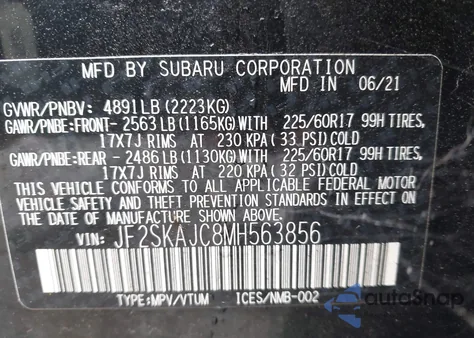 MFD BY SUBARU CORPORATION
MFD IN 06/21
GVWR/PNBV: 4891LB (2223KG)
GAWR/PNBE:FRONT-2563 LB (1165KG) WITH 225/60R17 99H TIRES,
17X7J RIMS AT 230 KPA (33 PSI) COLD
GAWR/PNBE:REAR -2486 LB (1130KG) WITH 225/60R17 99H TIRES,
17X7J RIMS AT 220 KPA (32 PSI) COLD
THIS VEHICLE CONFORMS TO ALL APPLICABLE FEDERAL MOTOR
VEHICLE SAFETY AND THEFT PREVENTION STANDARDS IN EFFECT
ON THE DATE OF MANUFACTURE SHOWN ABOVE.
VIN: JF2SKAJC8MH563856
TYPE:MPV/VTUM ICES/NMB-002
autoSnap